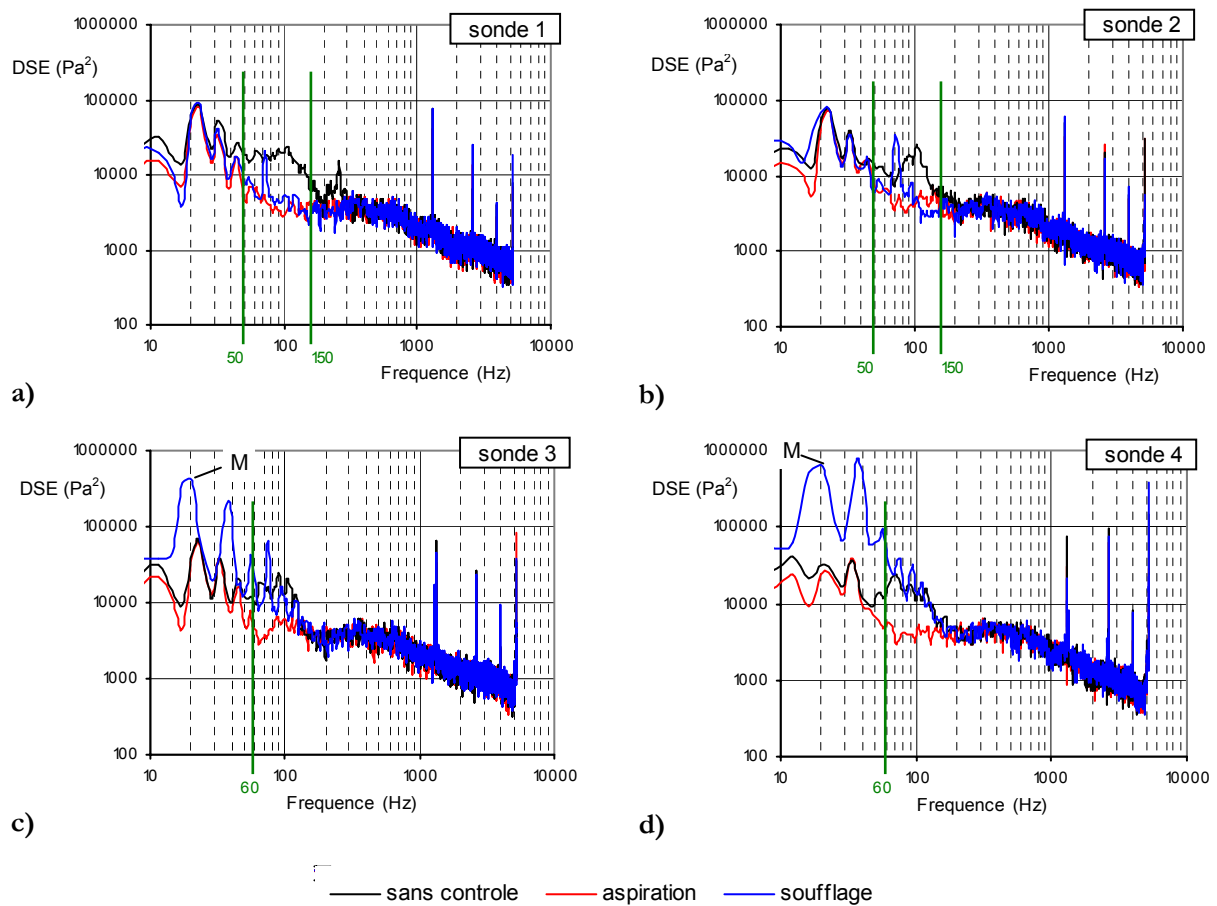 sonde 1
DSE (Pa²)
1000000
100000
10000
1000
100
10
100
1000
10000
50
150
Frequence (Hz)
a)
sonde 2
DSE (Pa²)
1000000
100000
10000
1000
100
10
100
1000
10000
50
150
Frequence (Hz)
b)
sonde 3
M
DSE (Pa²)
1000000
100000
10000
1000
100
10
100
1000
10000
60
Frequence (Hz)
c)
sonde 4
M
DSE (Pa²)
1000000
100000
10000
1000
100
10
100
1000
10000
60
Frequence (Hz)
d)
sans controle
aspiration
soufflage